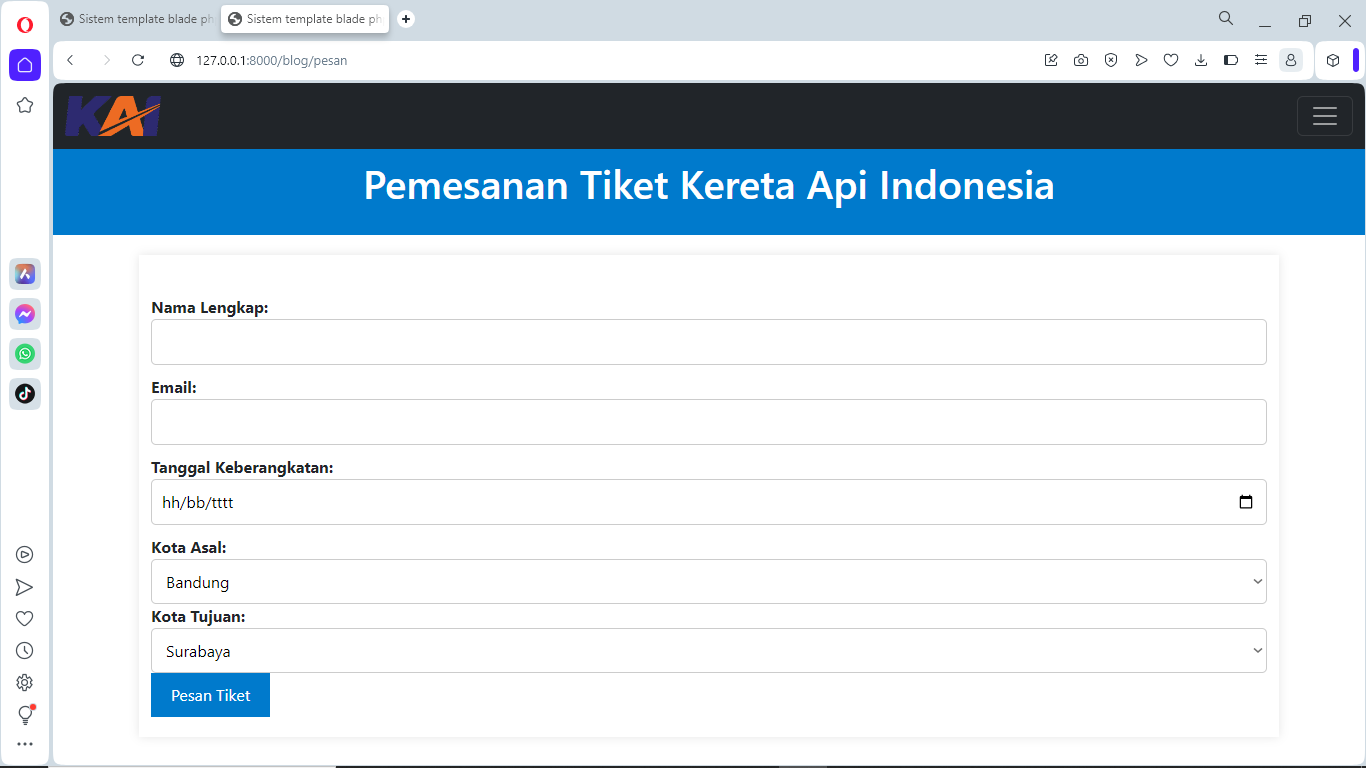 Sistem template blade ph
Sistem template blade ph
127.0.0.1:8000/blog/pesan
KAI
Pemesanan Tiket Kereta Api Indonesia
Nama Lengkap:
Email:
Tanggal Keberangkatan:
hh/bb/tttt
Kota Asal:
Bandung
Kota Tujuan:
Surabaya
Pesan Tiket